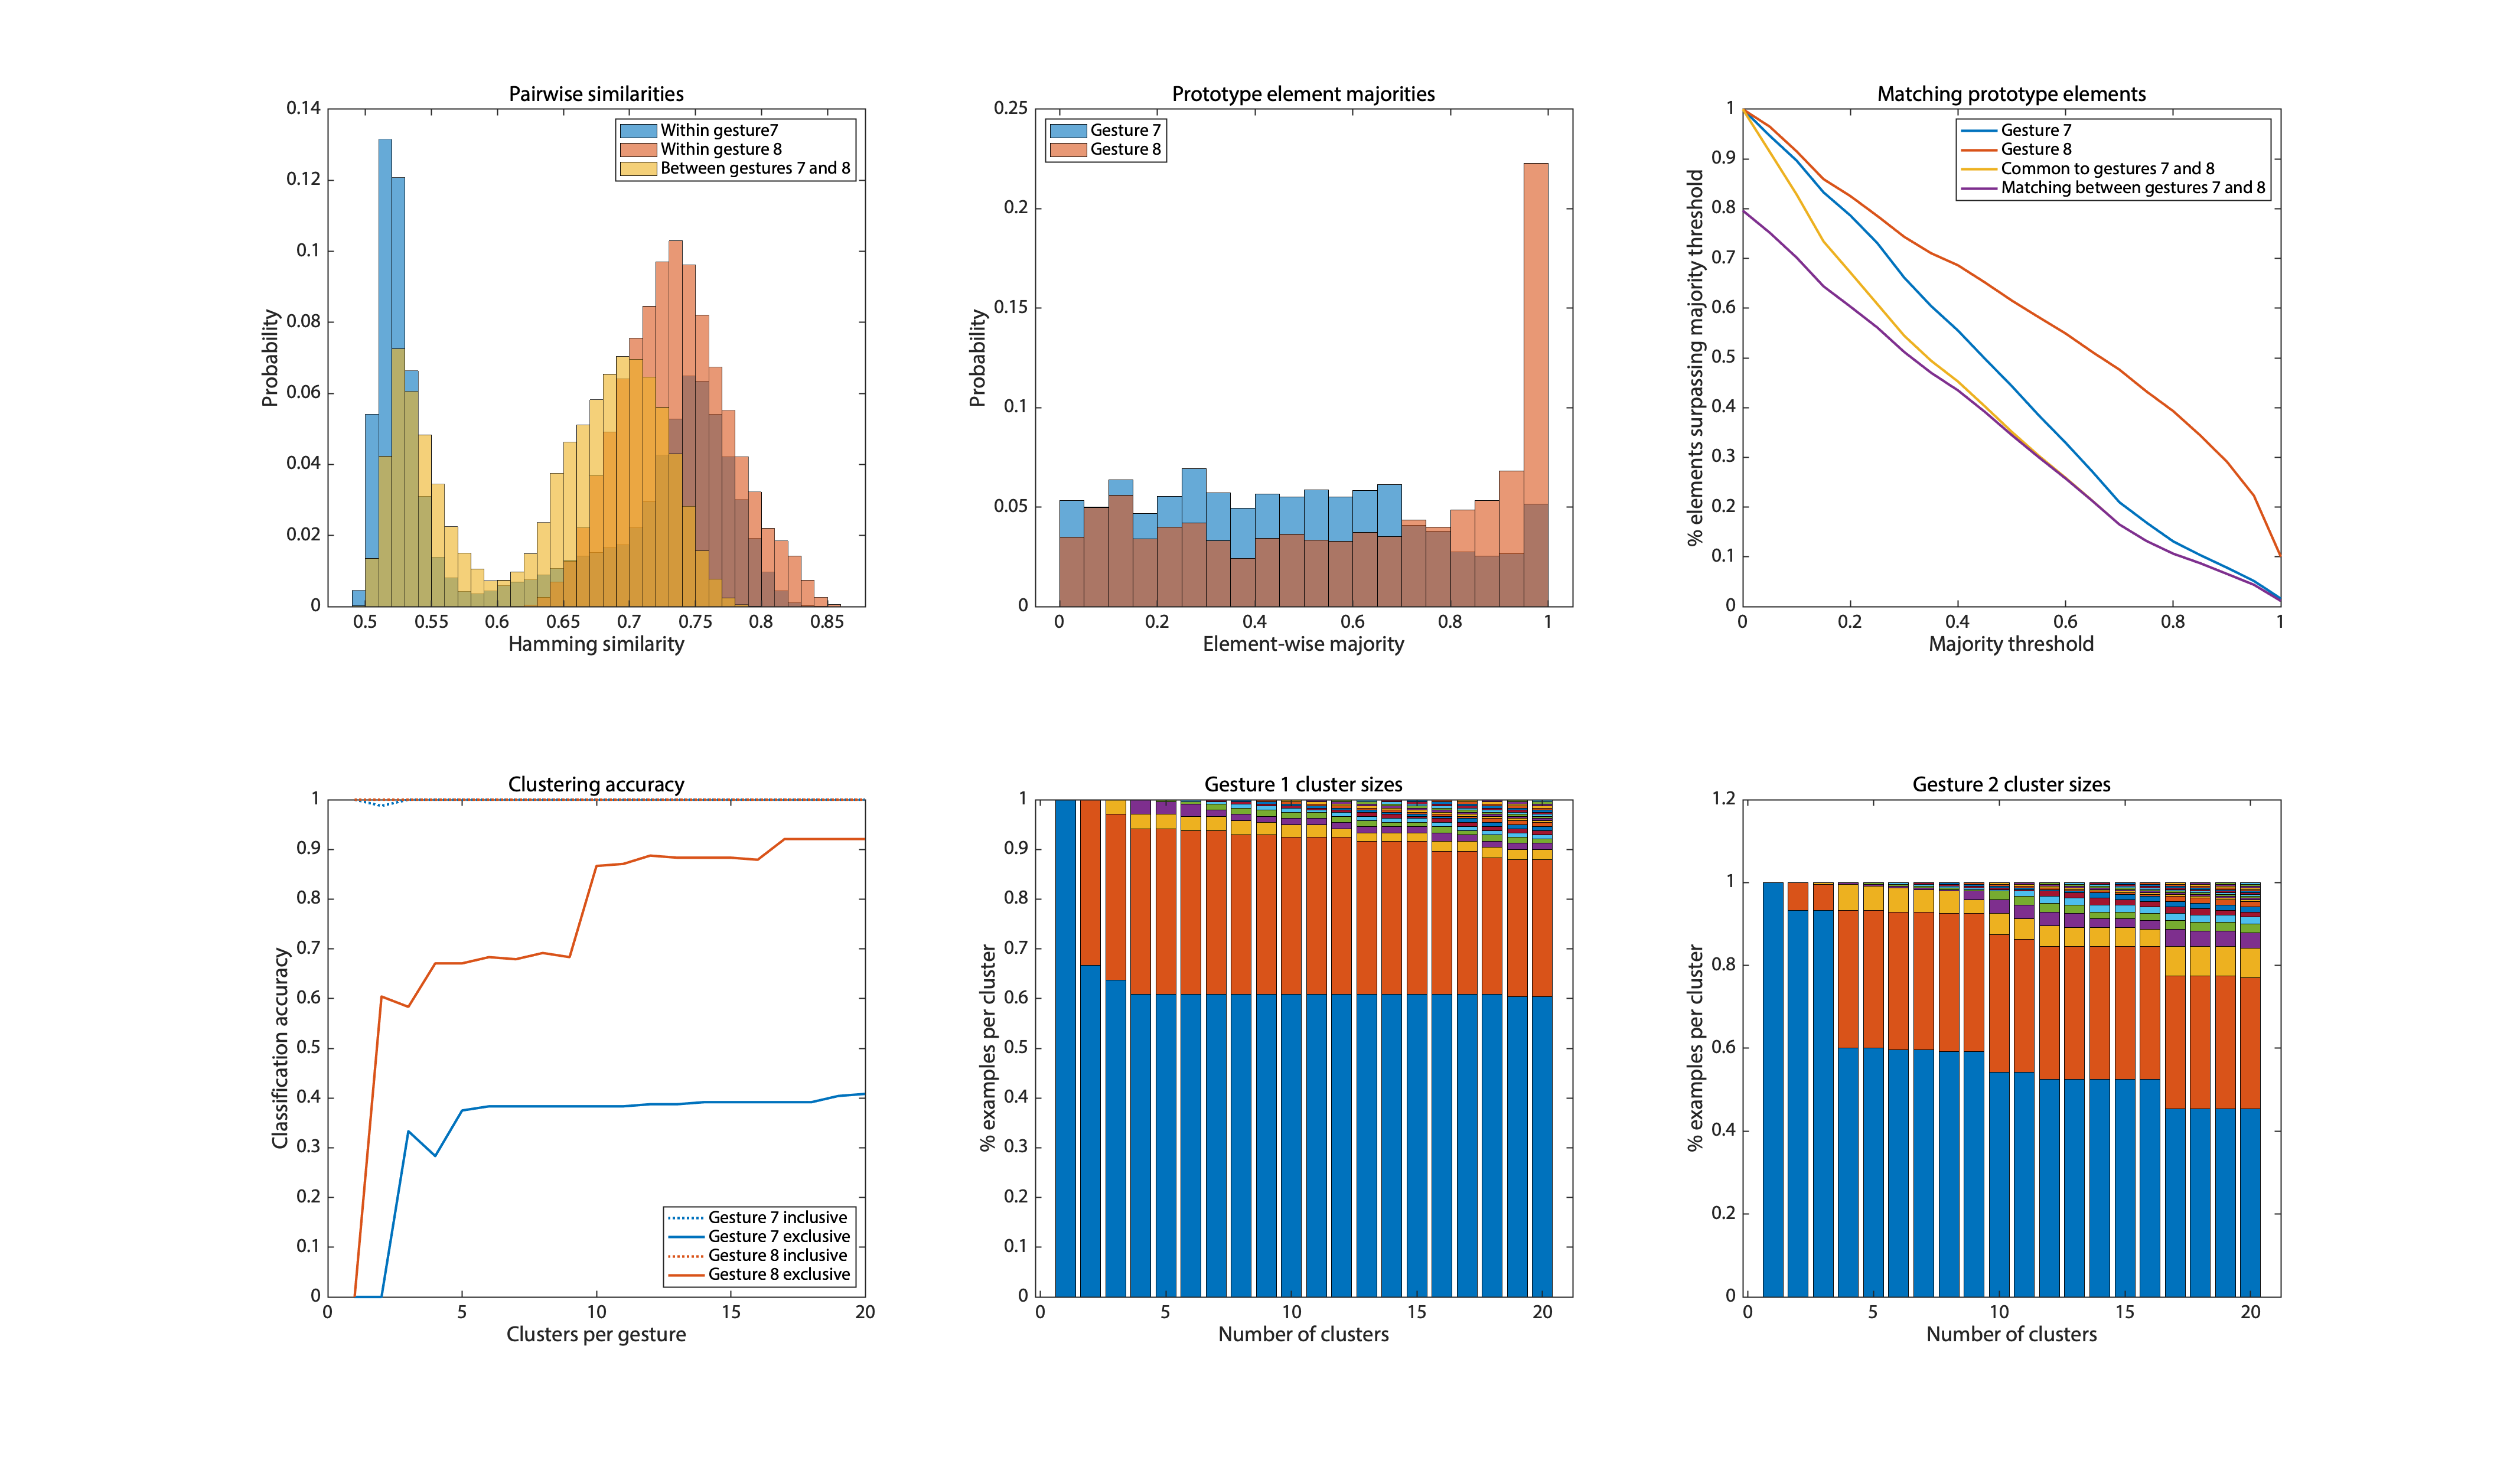 Pairwise similarities
0.14
0.12
0.1
0.08
0.06
0.04
0.02
0
Probability
Within gesture7
Within gesture 8
Between gestures 7 and 8
0.5 0.55 0.6 0.65 0.7 0.75 0.8 0.85
Hamming similarity
Prototype element majorities
0.25
0.2
0.15
0.1
0.05
0
Probability
Gesture 7
Gesture 8
0 0.2 0.4 0.6 0.8 1
Element-wise majority
Matching prototype elements
1
0.9
0.8
0.7
0.6
0.5
0.4
0.3
0.2
0.1
0
% elements surpassing majority threshold
Gesture 7
Gesture 8
Common to gestures 7 and 8
Matching between gestures 7 and 8
0 0.2 0.4 0.6 0.8 1
Majority threshold
Clustering accuracy
1
0.9
0.8
0.7
0.6
0.5
0.4
0.3
0.2
0.1
0
Classification accuracy
Gesture 7 inclusive
Gesture 7 exclusive
Gesture 8 inclusive
Gesture 8 exclusive
0 5 10 15 20
Clusters per gesture
Gesture 1 cluster sizes
1
0.9
0.8
0.7
0.6
0.5
0.4
0.3
0.2
0.1
0
% examples per cluster
0 5 10 15 20
Number of clusters
Gesture 2 cluster sizes
1.2
1
0.8
0.6
0.4
0.2
0
% examples per cluster
0 5 10 15 20
Number of clusters